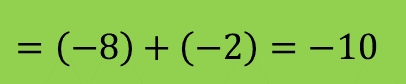 = (−8) + (−2) = −10